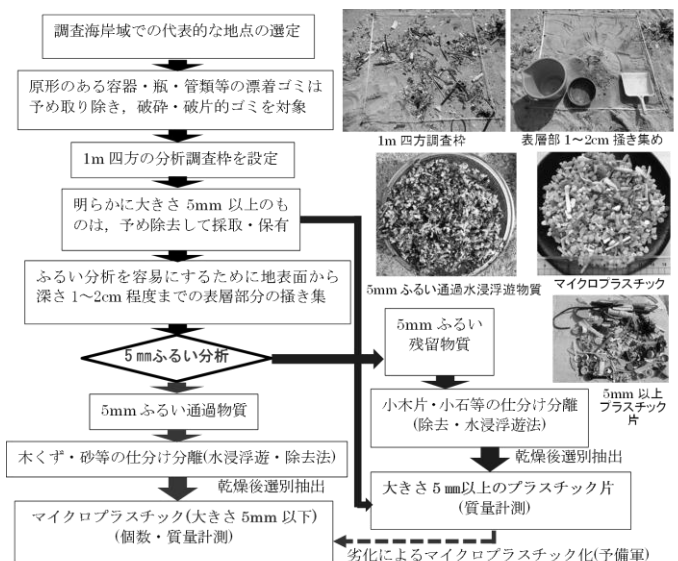 調査海岸域での代表的な地点の選定
原形のある容器・瓶・管類等の漂着ゴミは
予め取り除き，破砕・破片的ゴミを対象
1m 四方の分析調査枠を設定
明らかに大きさ 5mm 以上のも
のは，予め除去して採取・保有
ふるい分析を容易にするために地表面から
深さ 1～2cm 程度までの表層部分の掻き集
5㎜ふるい分析
5mm ふるい通過物質
木くず・砂等の仕分け分離(水浸浮遊・除去法)
乾燥後選別抽出
マイクロプラスチック(大きさ 5mm 以下)
(個数・質量計測)
1m 四方調査枠
表層部 1～2cm 掻き集め
5mm ふるい通過水浸浮遊物質
マイクロプラスチック
5mm 以上
プラスチック
片
5mm ふるい
残留物質
小木片・小石等の仕分け分離
(除去・水浸浮遊法)
乾燥後選別抽出
大きさ 5 ㎜以上のプラスチック片
(質量計測)
劣化によるマイクロプラスチック化(予備軍)